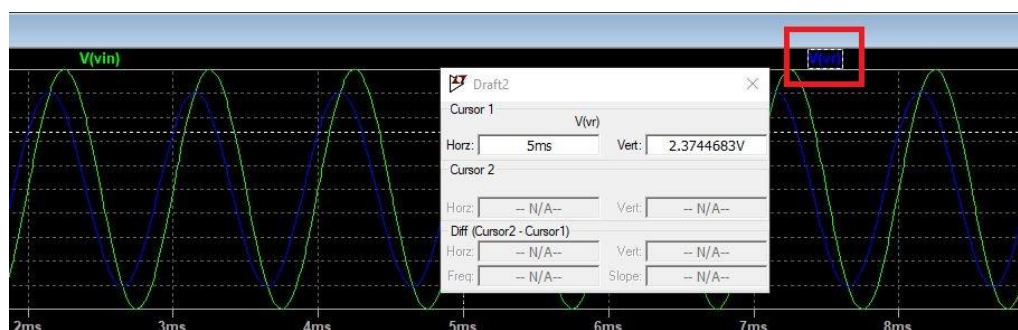 V(vin)
V(vr)
Draft2
Cursor 1
V(vr)
Horz: 5ms Vert: 2.3744683V
Cursor 2
Horz: -- N/A-- Vert: -- N/A--
Diff (Cursor2 - Cursor1)
Horz: -- N/A-- Vert: -- N/A--
Freq: -- N/A-- Slope: -- N/A--
2ms 3ms 4ms 5ms 6ms 7ms 8ms